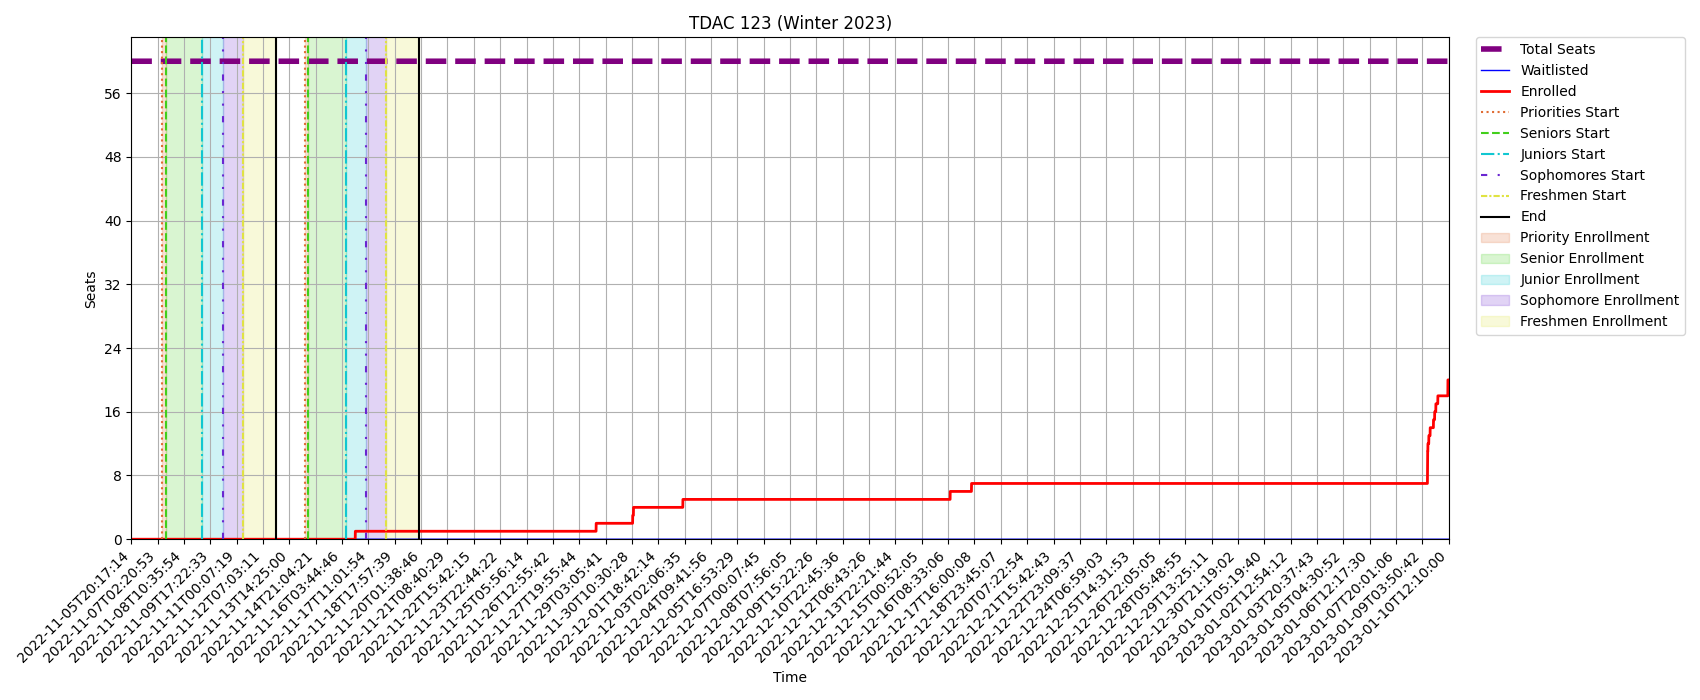 TDAC 123 (Winter 2023)
Total Seats
Waitlisted
Enrolled
Priorities Start
Seniors Start
Juniors Start
Sophomores Start
Freshmen Start
End
Priority Enrollment
Senior Enrollment
Junior Enrollment
Sophomore Enrollment
Freshmen Enrollment
Seats
56
48
40
32
24
16
8
0
2022-11-05T20:17:14
2022-11-07T02:20:53
2022-11-08T10:35:54
2022-11-09T17:22:33
2022-11-11T00:07:19
2022-11-12T07:03:11
2022-11-13T14:25:00
2022-11-14T21:04:21
2022-11-16T03:44:46
2022-11-17T11:01:54
2022-11-18T17:57:39
2022-11-20T01:38:46
2022-11-21T08:40:29
2022-11-22T15:42:15
2022-11-23T22:44:22
2022-11-25T05:56:14
2022-11-26T12:55:42
2022-11-27T19:55:44
2022-11-29T03:05:41
2022-11-30T10:30:28
2022-12-01T18:42:14
2022-12-03T02:06:35
2022-12-04T09:41:56
2022-12-05T16:53:29
2022-12-07T00:07:45
2022-12-08T07:56:05
2022-12-09T15:22:26
2022-12-10T22:45:36
2022-12-12T06:43:26
2022-12-13T22:21:44
2022-12-15T00:52:05
2022-12-16T08:33:06
2022-12-17T16:00:08
2022-12-18T23:45:07
2022-12-20T07:22:54
2022-12-21T15:42:43
2022-12-22T23:09:37
2022-12-24T06:59:03
2022-12-25T14:31:53
2022-12-26T22:05:05
2022-12-28T05:48:55
2022-12-29T13:25:11
2022-12-30T21:19:02
2023-01-01T05:19:40
2023-01-02T12:54:12
2023-01-03T20:37:43
2023-01-05T04:30:52
2023-01-06T12:17:30
2023-01-07T20:01:06
2023-01-09T03:50:42
2023-01-10T12:10:00
Time